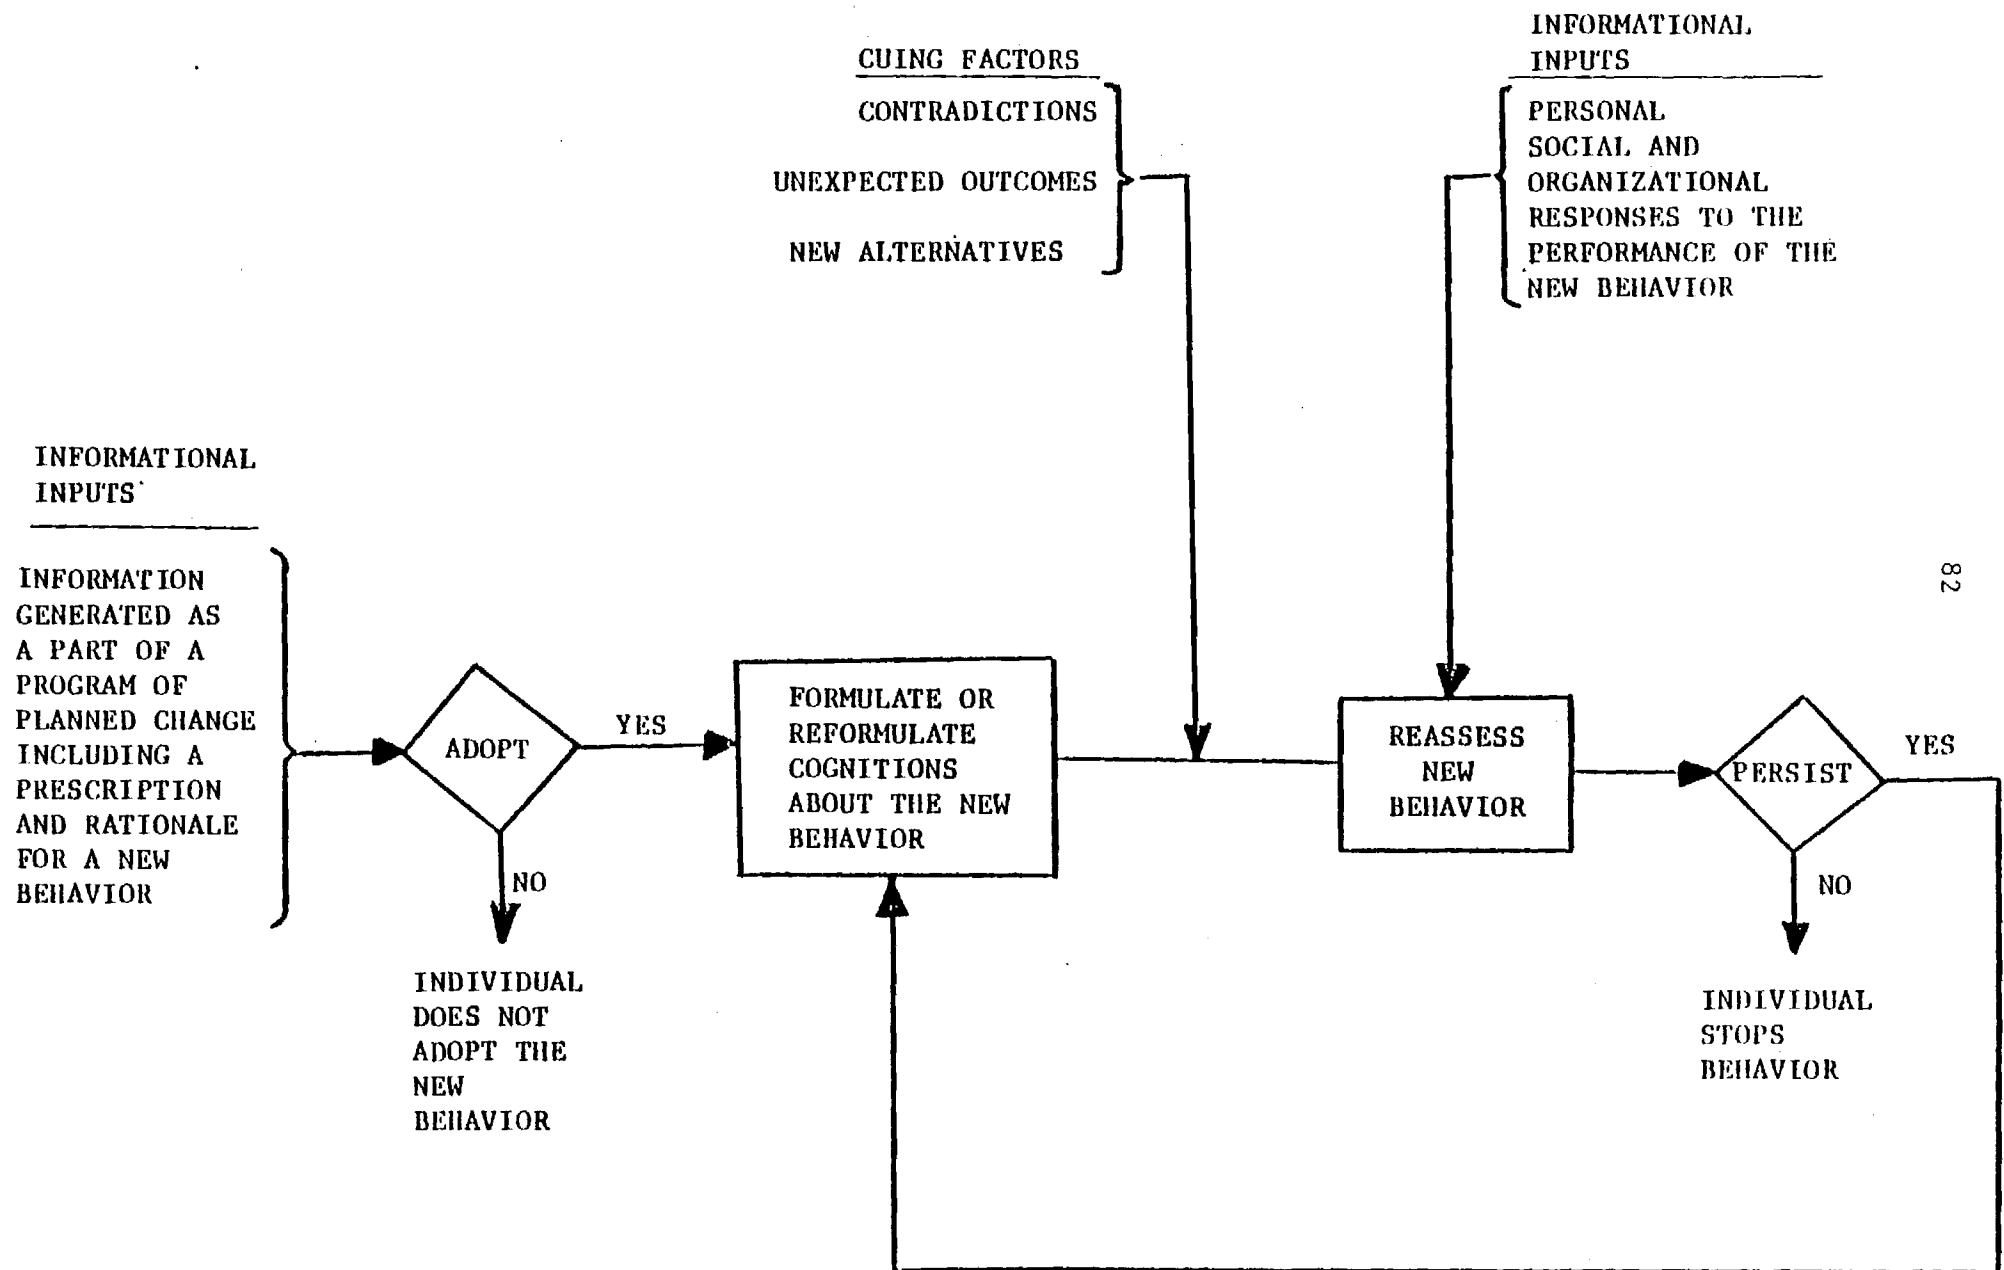 CUING FACTORS
CONTRADICTIONS
UNEXPECTED OUTCOMES
NEW ALTERNATIVES
INFORMATIONAL
INPUTS
PERSONAL
SOCIAL AND
ORGANIZATIONAL
RESPONSES TO THE
PERFORMANCE OF THE
NEW BEHAVIOR
INFORMATIONAL
INPUTS
INFORMATION
GENERATED AS
A PART OF A
PROGRAM OF
PLANNED CHANGE
INCLUDING A
PRESCRIPTION
AND RATIONALE
FOR A NEW
BEHAVIOR
ADOPT
YES
NO
INDIVIDUAL
DOES NOT
ADOPT THE
NEW
BEHAVIOR
FORMULATE OR
REFORMULATE
COGNITIONS
ABOUT THE NEW
BEHAVIOR
REASSESS
NEW
BEHAVIOR
PERSIST
YES
NO
INDIVIDUAL
STOPS
BEHAVIOR
82